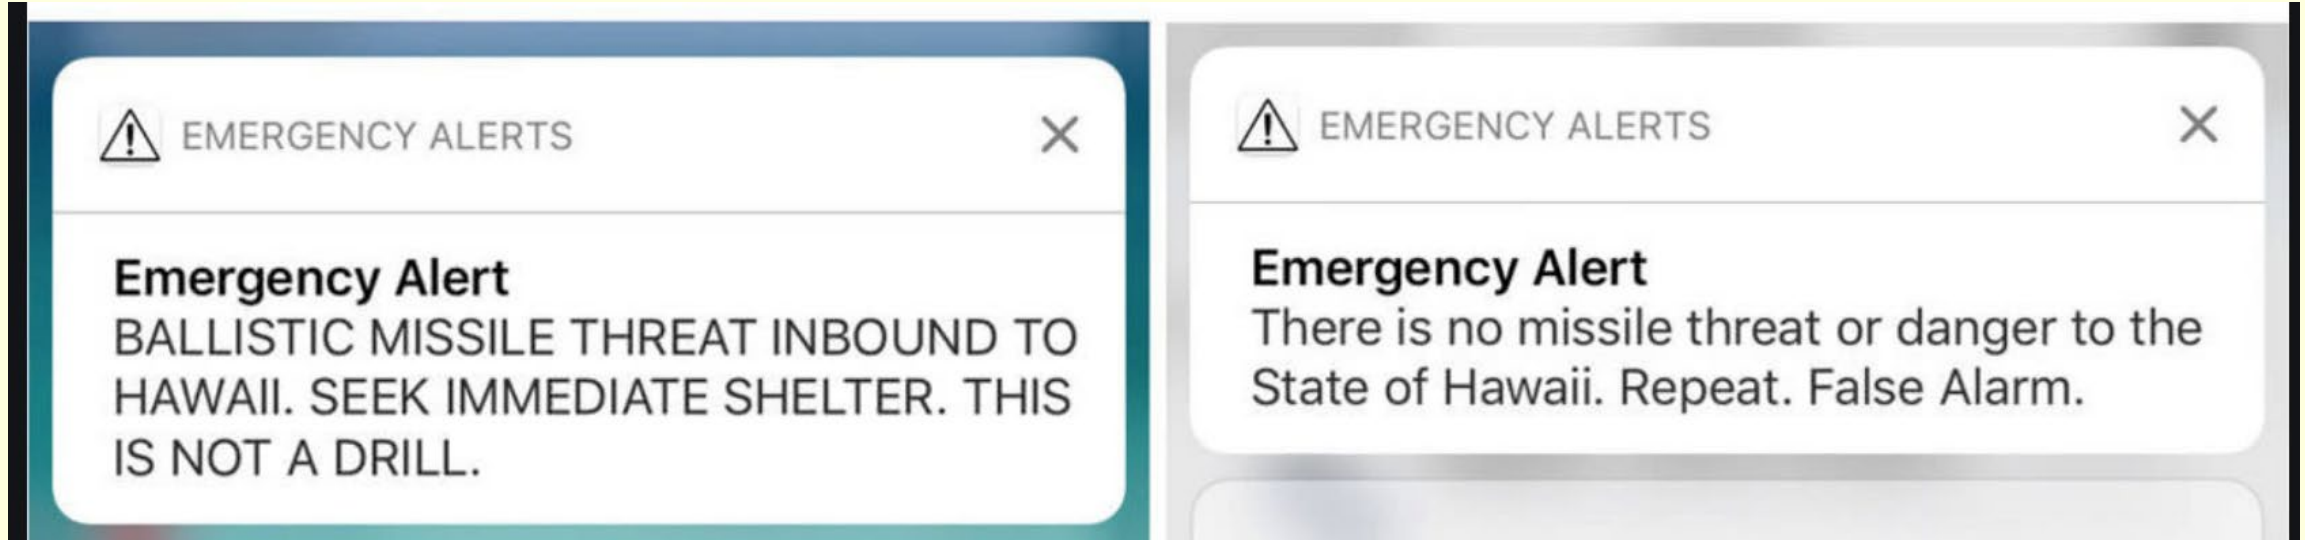 EMERGENCY ALERTS
Emergency Alert
BALLISTIC MISSILE THREAT INBOUND TO
HAWAII. SEEK IMMEDIATE SHELTER. THIS
IS NOT A DRILL.
EMERGENCY ALERTS
Emergency Alert
There is no missile threat or danger to the
State of Hawaii. Repeat. False Alarm.